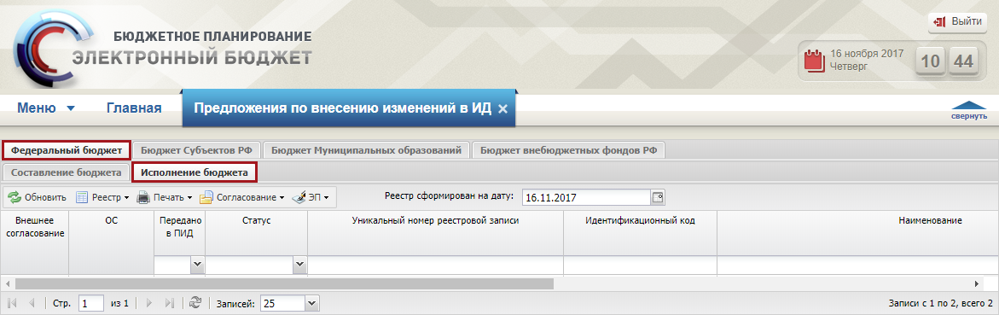 БЮДЖЕТНОЕ ПЛАНИРОВАНИЕ
ЭЛЕКТРОННЫЙ БЮДЖЕТ
Выйти
16 ноября 2017
Четверг
10 44
Меню Главная Предложения по внесению изменений в ИД
свернуть
Федеральный бюджет Бюджет Субъектов РФ Бюджет Муниципальных образований Бюджет внебюджетных фондов РФ
Составление бюджета Исполнение бюджета
Обновить Реестр Печать Согласование ЭП Реестр сформирован на дату: 16.11.2017
Внешнее согласование ОС Передано в ПИД Статус Уникальный номер реестровой записи Идентификационный код Наименование
Стр. 1 из 1 Записей: 25 Записи с 1 по 2, всего 2